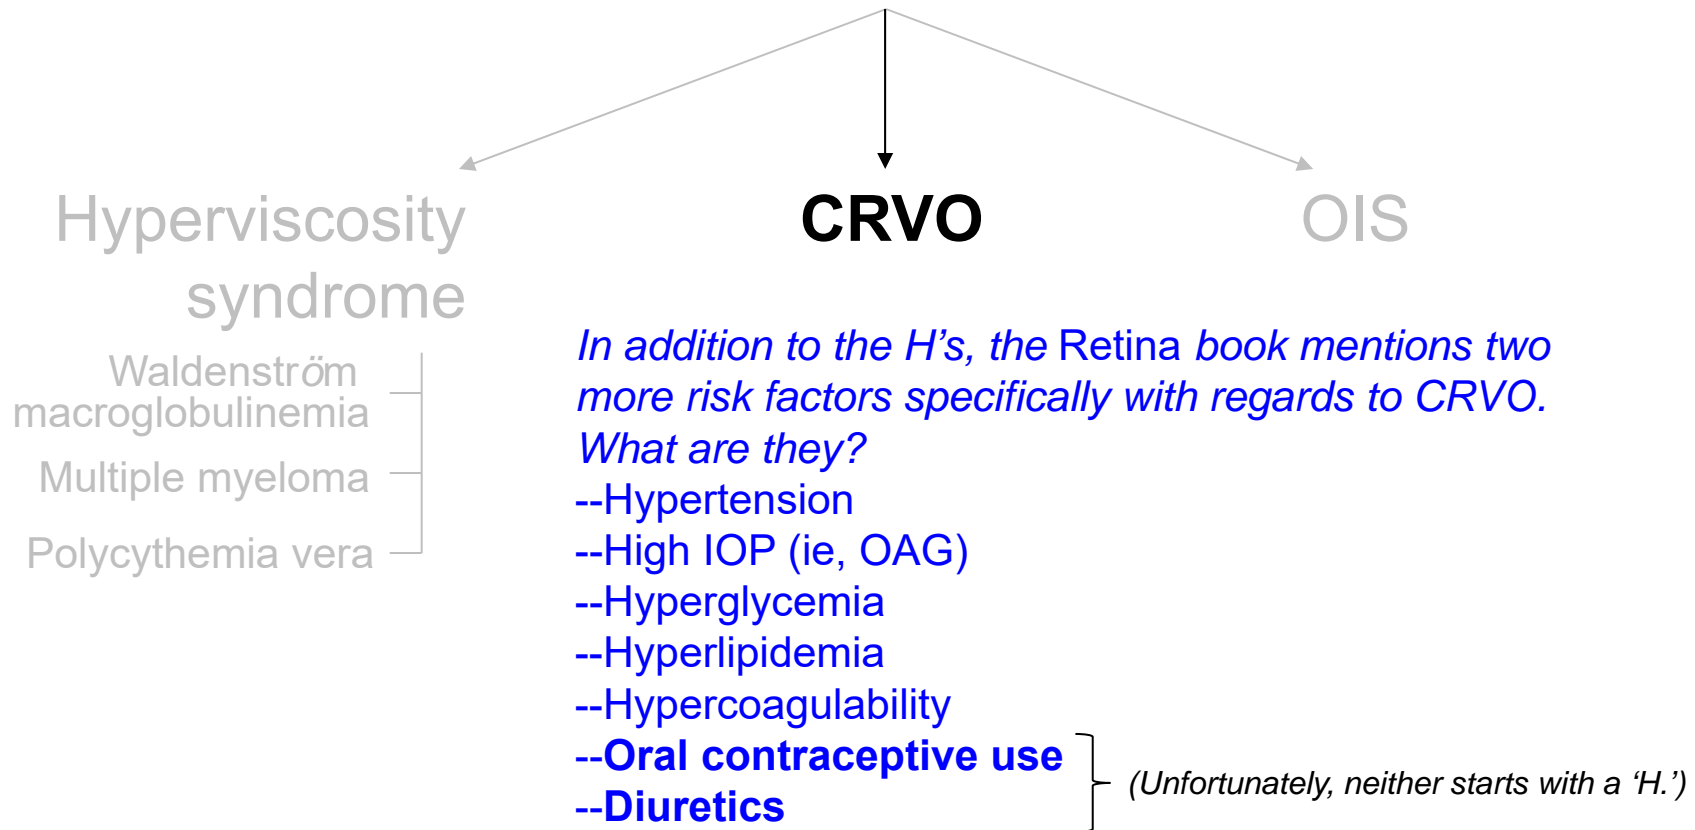 Hyperviscosity
syndrome
CRVO
OIS
Waldenström
macroglobulinemia
Multiple myeloma
Polycythemia vera
In addition to the H's, the Retina book mentions two
more risk factors specifically with regards to CRVO.
What are they?
--Hypertension
--High IOP (ie, OAG)
--Hyperglycemia
--Hyperlipidemia
--Hypercoagulability
--Oral contraceptive use
--Diuretics
(Unfortunately, neither starts with a ‘H.’)